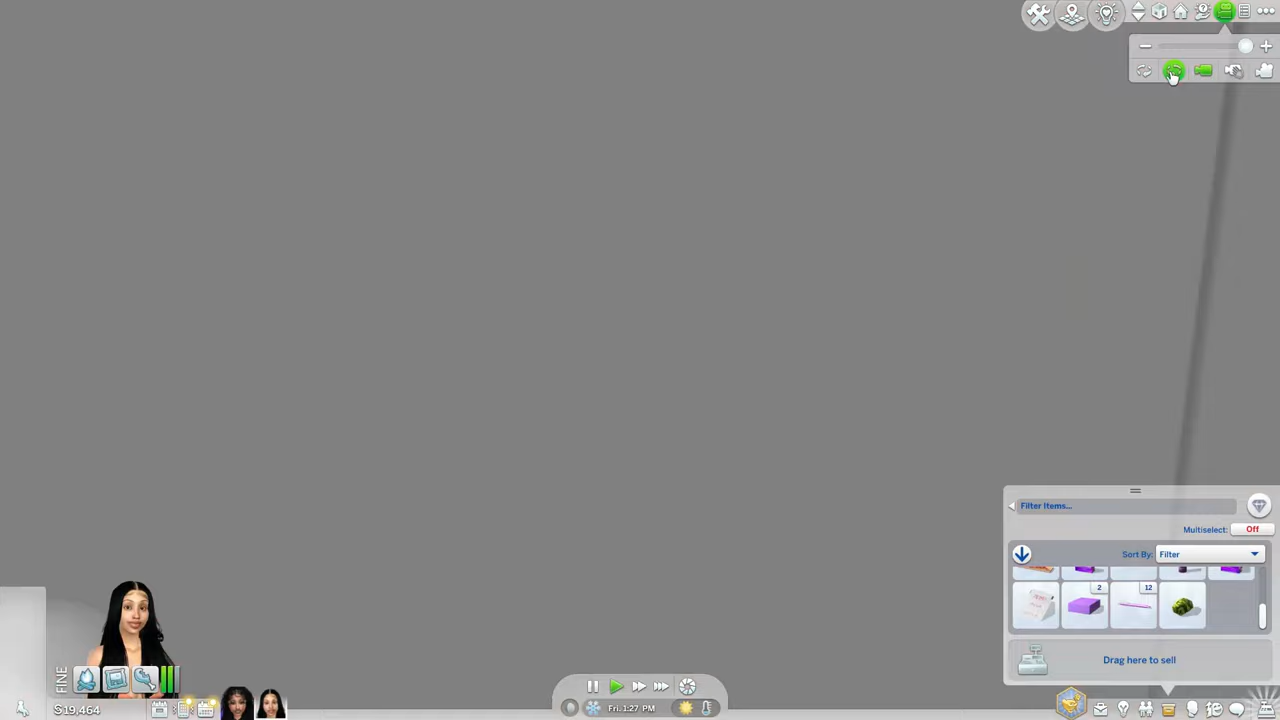 Filter Items...
Multiselect: Off
Sort By: Filter
2
12
Drag here to sell
FINE
$19,464
Fri. 1:27 PM